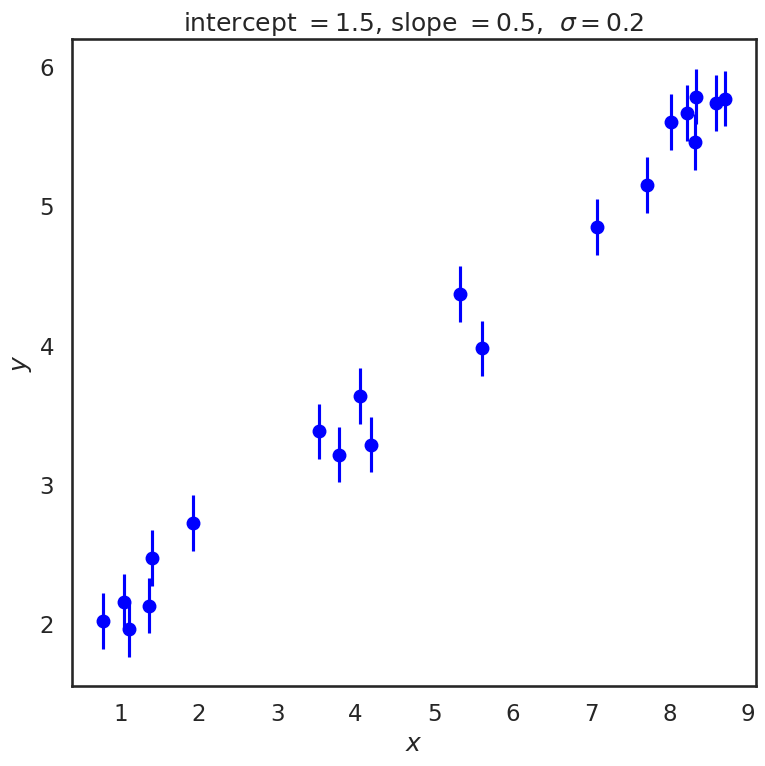 intercept = 1.5, slope = 0.5, σ = 0.2
6
5
4
3
2
y
1 2 3 4 5 6 7 8 9
x